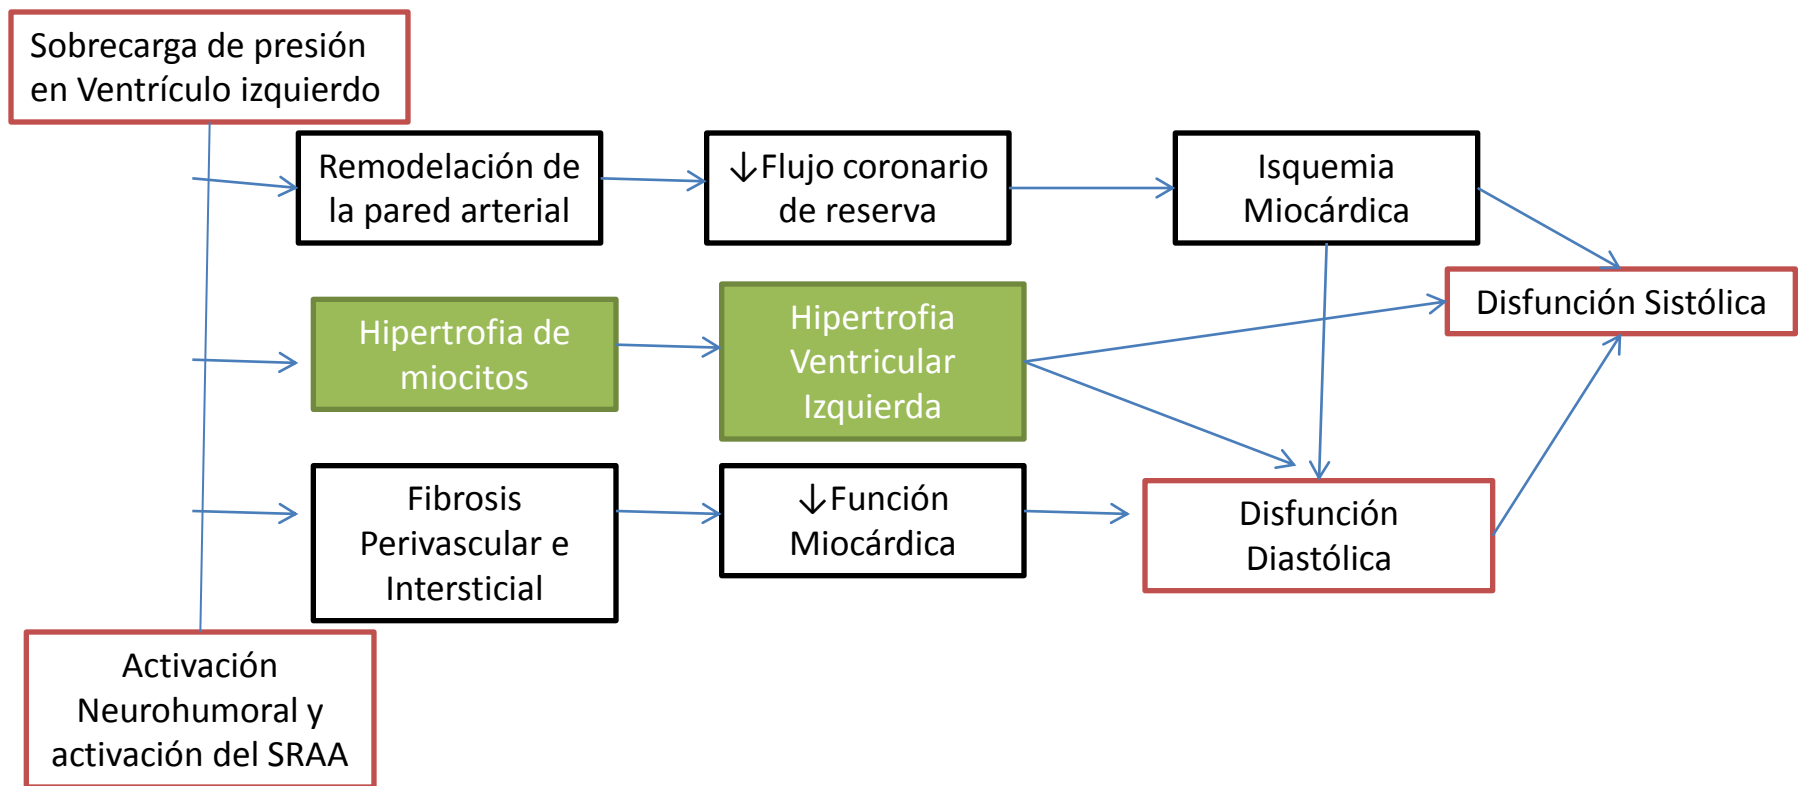 Sobrecarga de presión
en Ventrículo izquierdo
Remodelación de
la pared arterial
↓Flujo coronario
de reserva
Isquemia
Miocárdica
Hipertrofia de
miocitos
Hipertrofia
Ventricular
Izquierda
Disfunción Sistólica
Fibrosis
Perivascular e
Intersticial
↓Función
Miocárdica
Disfunción
Diastólica
Activación
Neurohumoral y
activación del SRAA